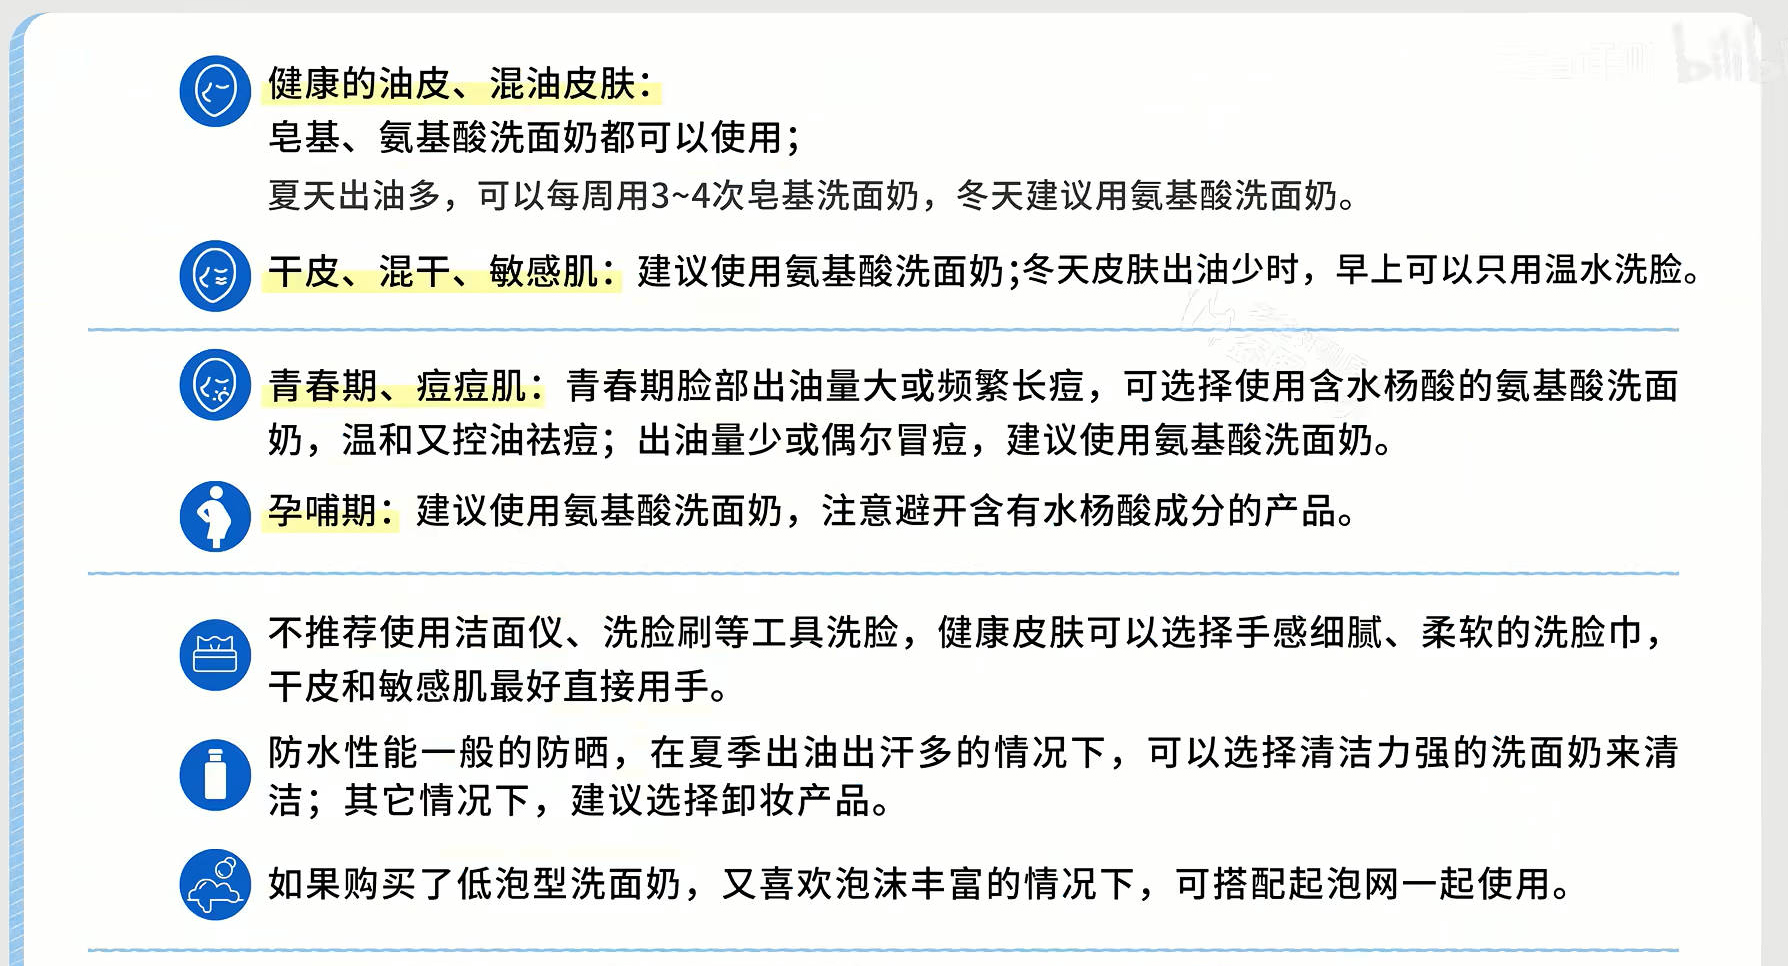 健康的油皮、混油皮肤：
皂基、氨基酸洗面奶都可以使用；
夏天出油多，可以每周用3~4次皂基洗面奶，冬天建议用氨基酸洗面奶。
干皮、混干、敏感肌：建议使用氨基酸洗面奶;冬天皮肤出油少时，早上可以只用温水洗脸。
青春期、痘痘肌：青春期脸部出油量大或频繁长痘，可选择使用含水杨酸的氨基酸洗面
奶，温和又控油祛痘；出油量少或偶尔冒痘，建议使用氨基酸洗面奶。
孕哺期：建议使用氨基酸洗面奶，注意避开含有水杨酸成分的产品。
不推荐使用洁面仪、洗脸刷等工具洗脸，健康皮肤可以选择手感细腻、柔软的洗脸巾，
干皮和敏感肌最好直接用手。
防水性能一般的防晒，在夏季出油出汗多的情况下，可以选择清洁力强的洗面奶来清
洁；其它情况下，建议选择卸妆产品。
如果购买了低泡型洗面奶，又喜欢泡沫丰富的情况下，可搭配起泡网一起使用。